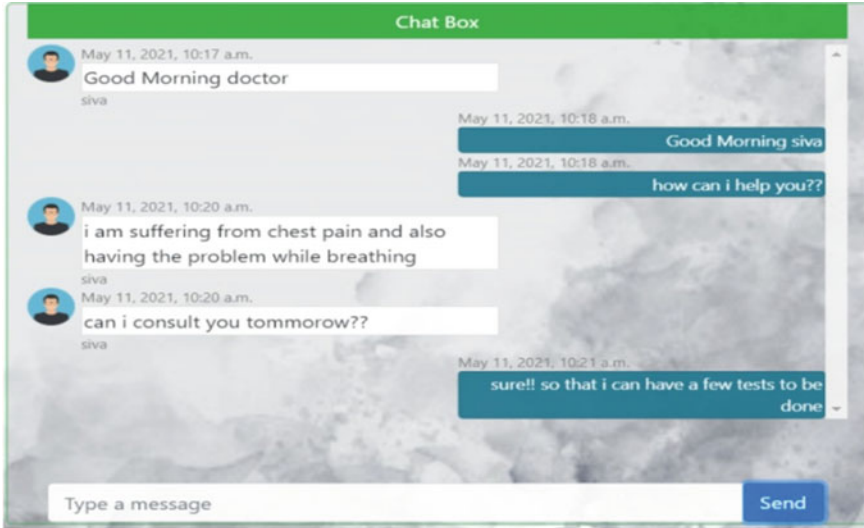 Chat Box
May 11, 2021, 10:17 a.m.
Good Morning doctor
siva
May 11, 2021, 10:18 a.m.
Good Morning siva
May 11, 2021, 10:18 a.m.
how can i help you??
May 11, 2021, 10:20 a.m.
i am suffering from chest pain and also
having the problem while breathing
siva
May 11, 2021, 10:20 a.m.
can i consult you tommorow??
siva
May 11, 2021, 10:21 a.m.
sure!! so that i can have a few tests to be
done
Type a message
Send